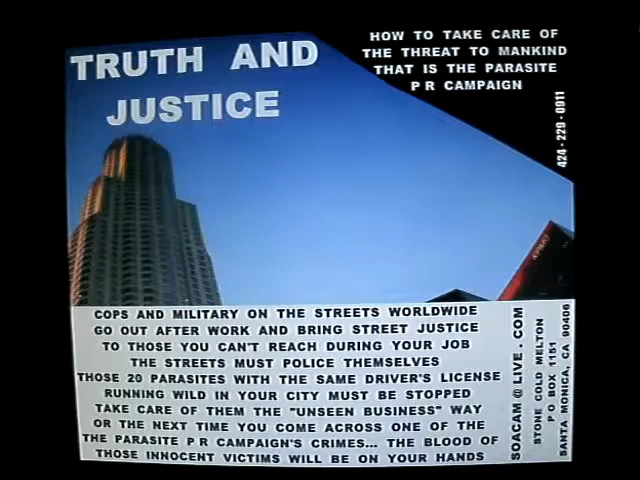 TRUTH AND
JUSTICE
HOW TO TAKE CARE OF
THE THREAT TO MANKIND
THAT IS THE PARASITE
P R CAMPAIGN
424 - 229 - 0911
COPS AND MILITARY ON THE STREETS WORLDWIDE
GO OUT AFTER WORK AND BRING STREET JUSTICE
TO THOSE YOU CAN'T REACH DURING YOUR JOB
THE STREETS MUST POLICE THEMSELVES
THOSE 20 PARASITES WITH THE SAME DRIVER'S LICENSE
RUNNING WILD IN YOUR CITY MUST BE STOPPED
TAKE CARE OF THEM THE "UNSEEN BUSINESS" WAY
OR THE NEXT TIME YOU COME ACROSS ONE OF THE
THE PARASITE P R CAMPAIGN'S CRIMES... THE BLOOD OF
THOSE INNOCENT VICTIMS WILL BE ON YOUR HANDS
SOACAM @ LIVE . COM
STONE COLD MELTON
P O BOX 1151
SANTA MONICA, CA 90406